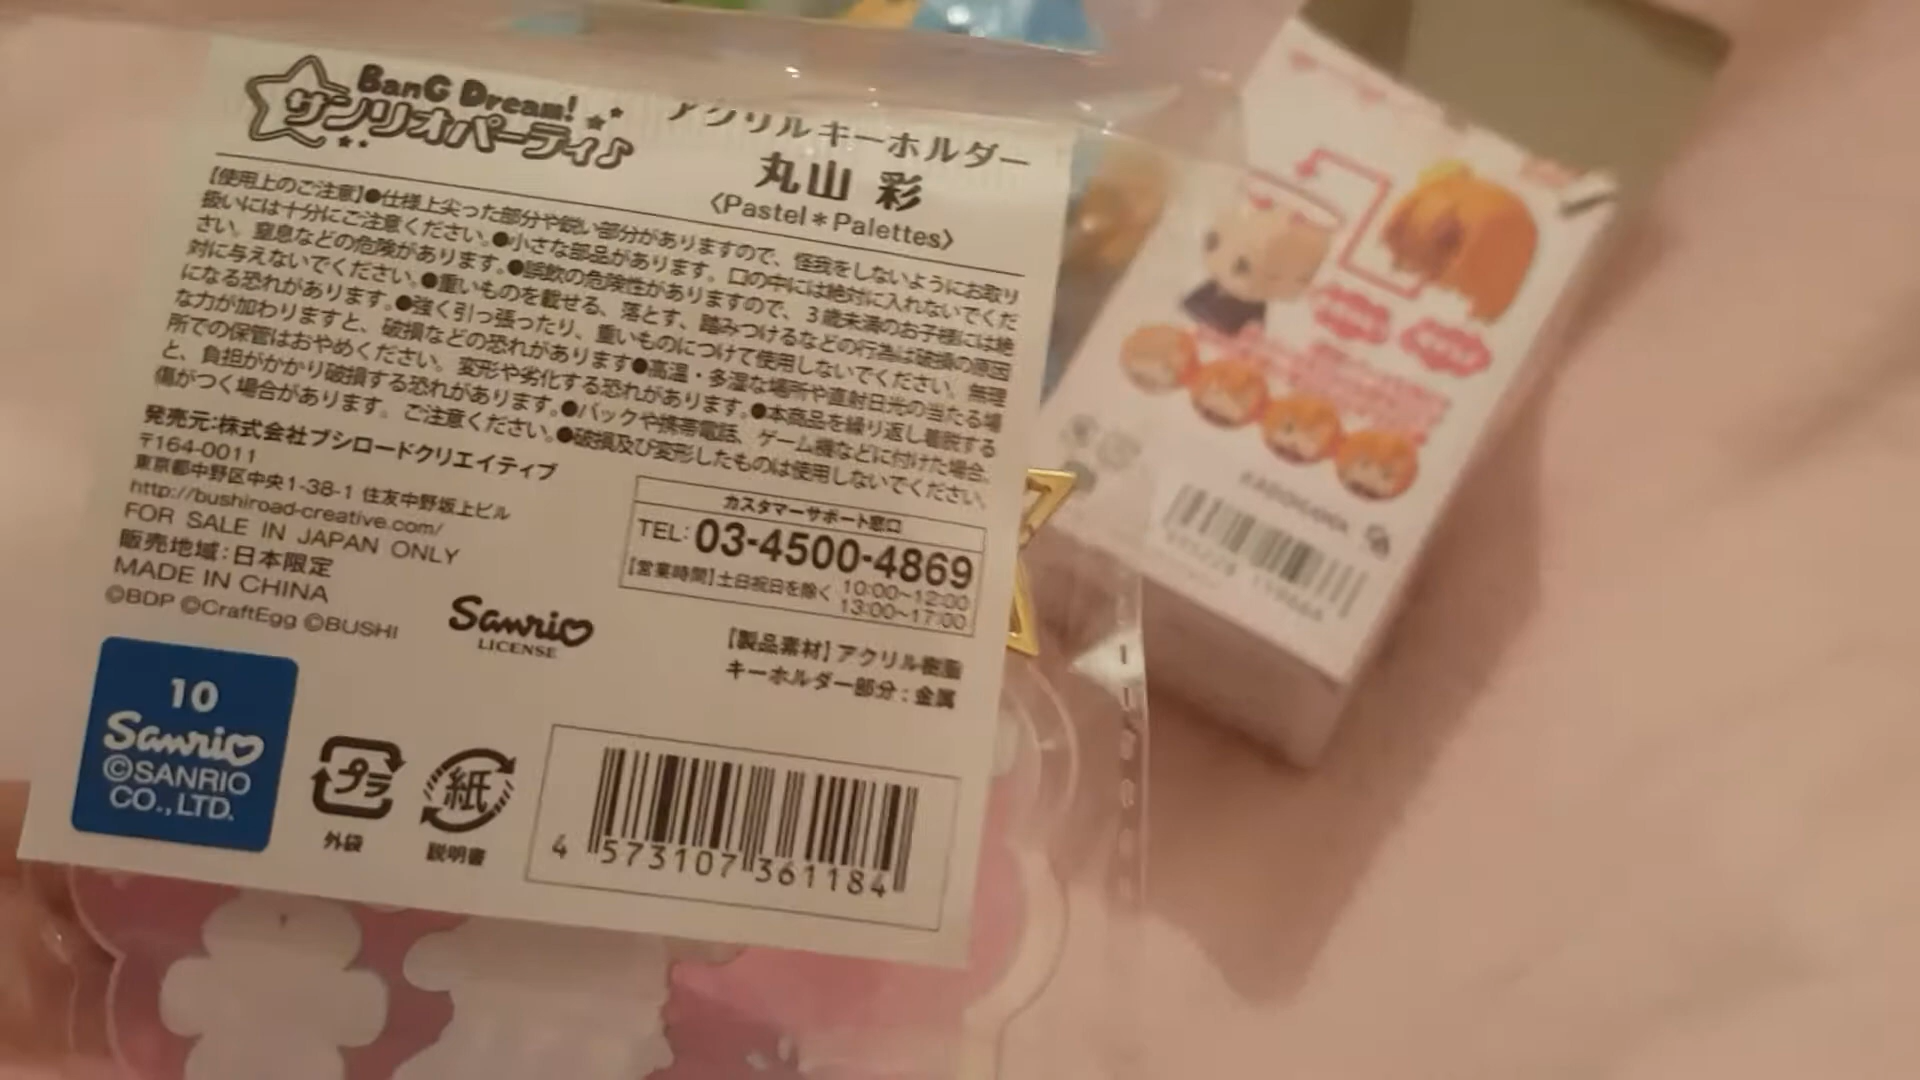 BanG Dream!
サンリオパーティ♪
アクリルキーホルダー
丸山 彩
〈Pastel＊Palettes〉
【使用上のご注意】●仕様上尖った部分や鋭い部分がありますので、怪我をしないようにお取り
扱いには十分にご注意ください。●小さな部品があります。口の中には絶対に入れないでくだ
さい。窒息などの危険があります。●誤飲の危険性がありますので、3歳未満のお子様には絶
対に与えないでください。●重いものを載せる、落とす、踏みつけるなどの行為は破損の原因
になる恐れがあります。●強く引っ張ったり、重いものにつけて使用しないでください。無理
な力が加わりますと、破損などの恐れがあります●高温・多湿な場所や直射日光の当たる場
所での保管はおやめください。変形や劣化する恐れがあります。●本商品を繰り返し着脱する
と、負担がかかり破損する恐れがあります。●バックや携帯電話、ゲーム機などに付けた場合、
傷がつく場合があります。ご注意ください。●破損及び変形したものは使用しないでください。
発売元:株式会社ブシロードクリエイティブ
〒164-0011
東京都中野区中央1-38-1 住友中野坂上ビル
http://bushiroad-creative.com/
FOR SALE IN JAPAN ONLY
販売地域:日本限定
MADE IN CHINA
©BDP ©CraftEgg ©BUSHI
カスタマーサポート窓口
TEL: 03-4500-4869
【営業時間】土日祝日を除く 10:00~12:00
13:00~17:00
Sanrio
LICENSE
【製品素材】アクリル樹脂
キーホルダー部分:金属
10
Sanrio
©SANRIO
CO., LTD.
プラ
外袋
紙
説明書
4 573107 361184
KADOKAWA